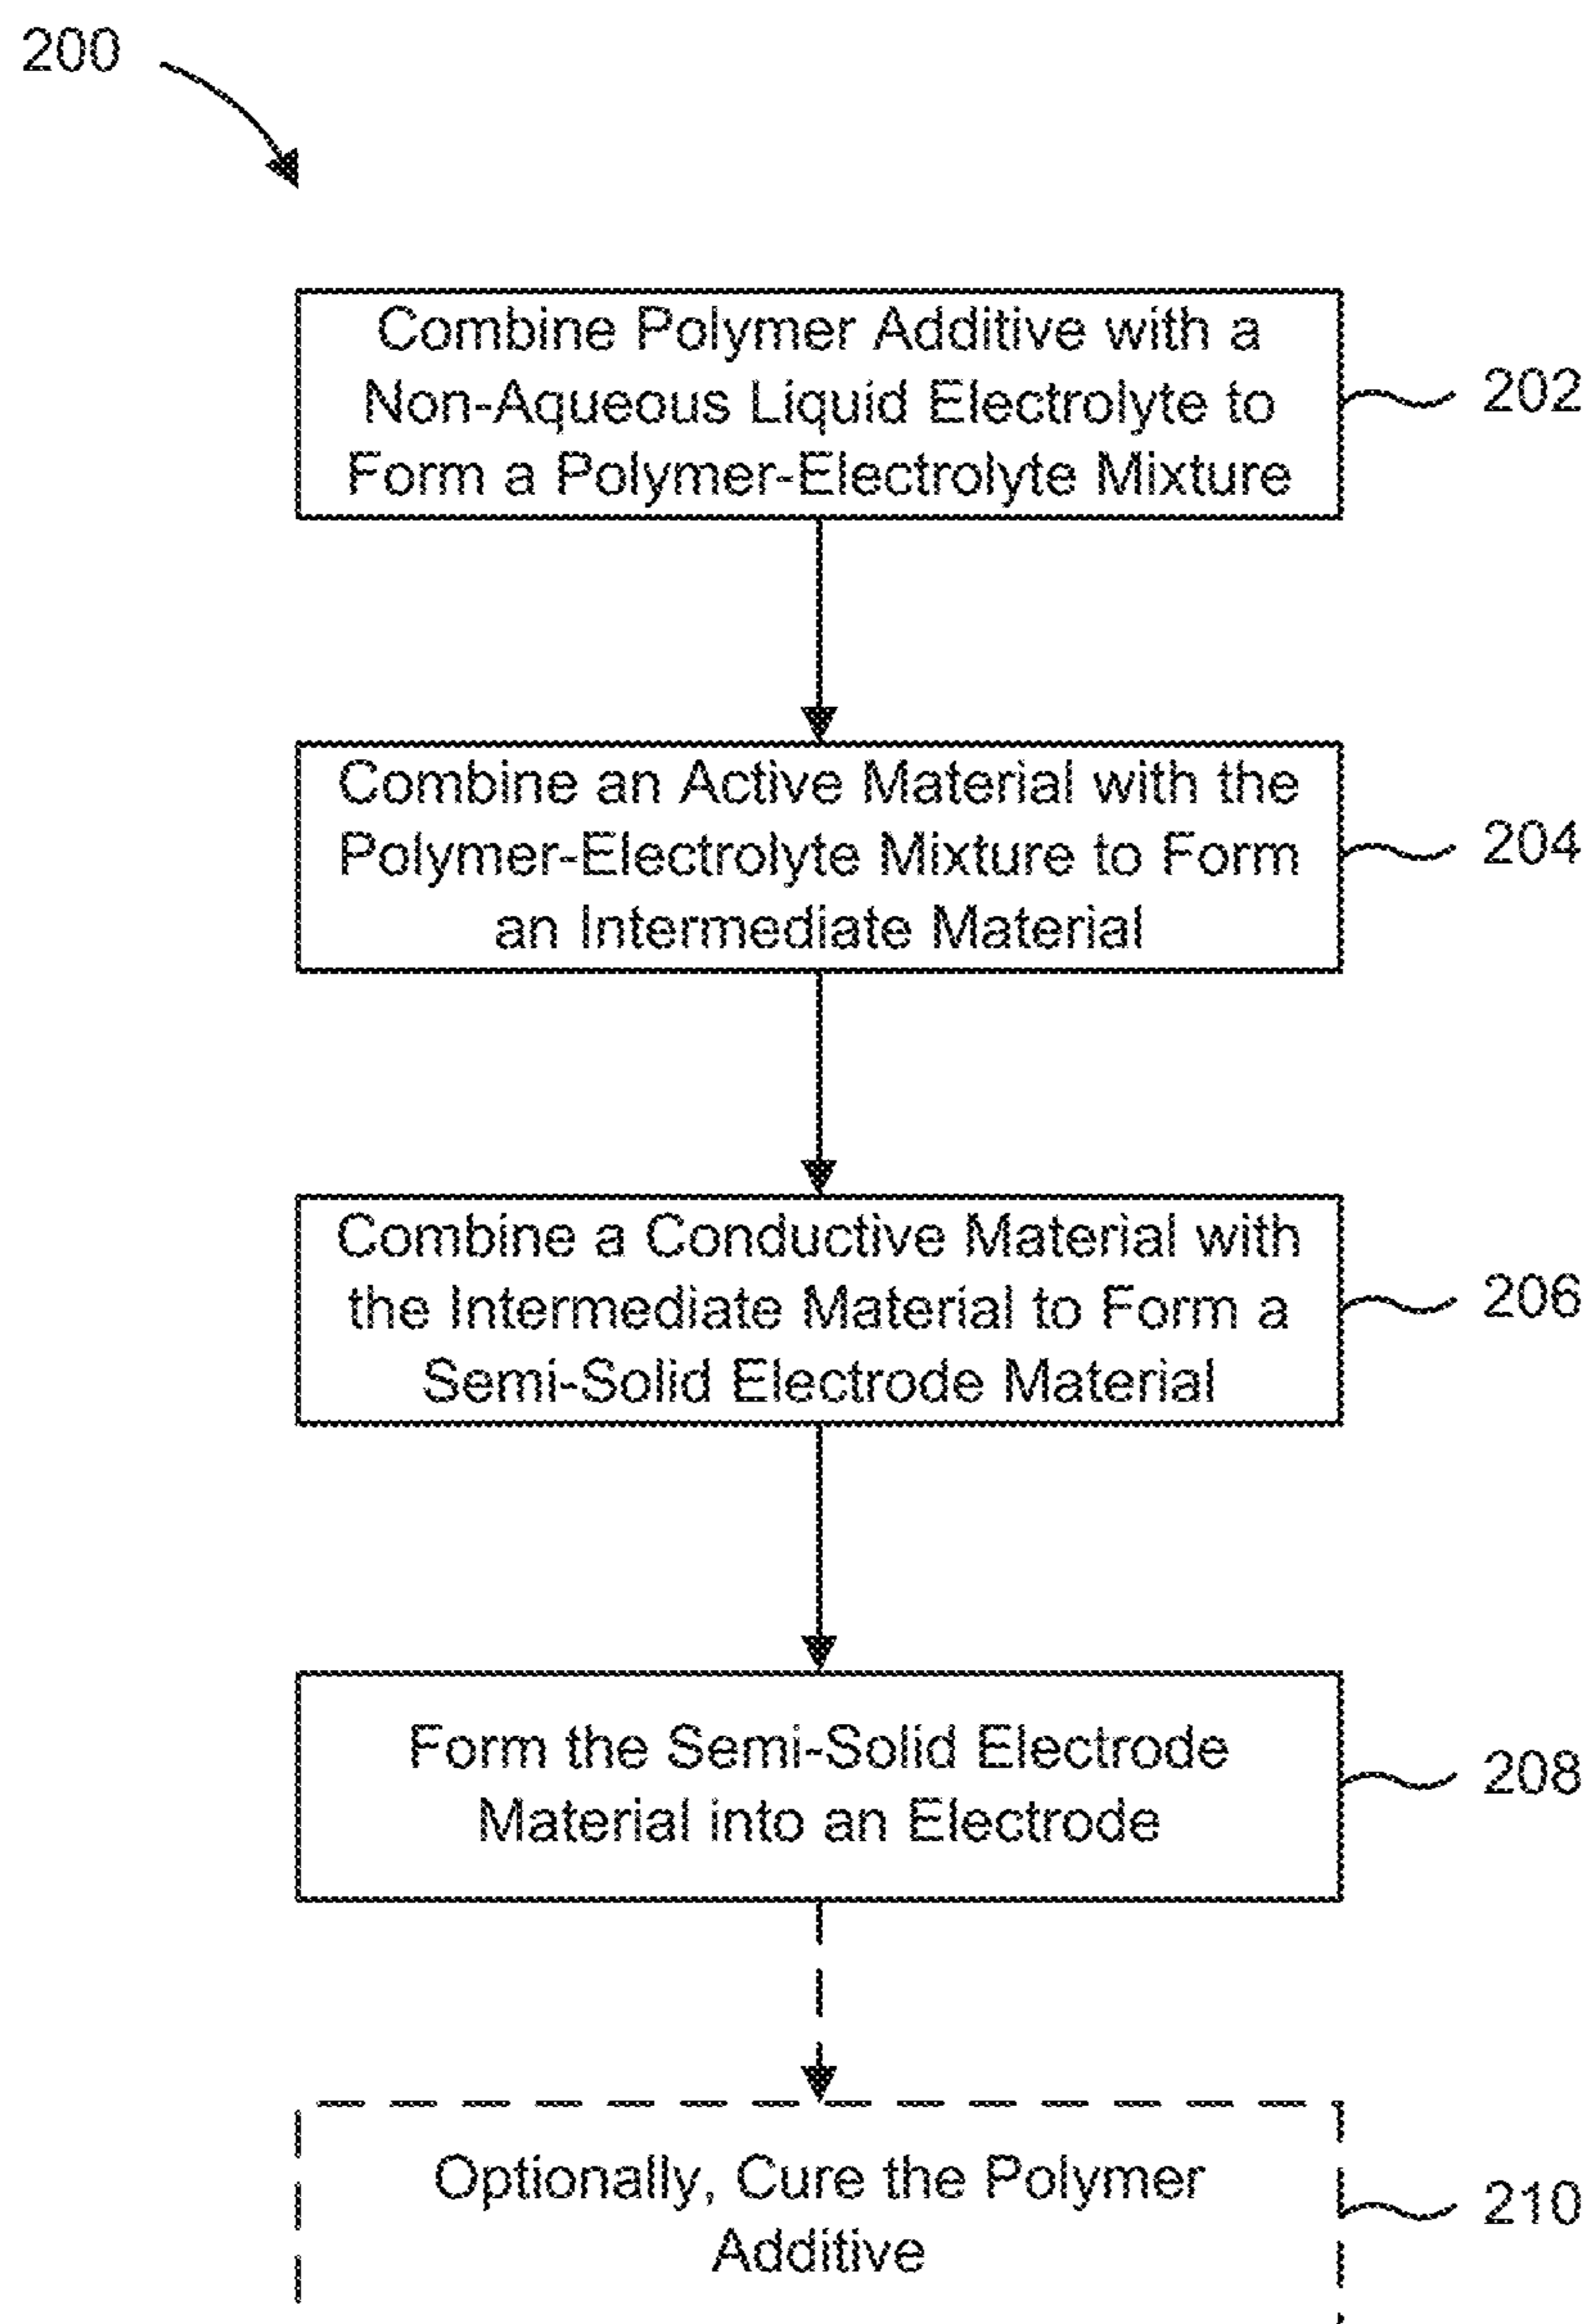 200
Combine Polymer Additive with a
Non-Aqueous Liquid Electrolyte to
Form a Polymer-Electrolyte Mixture
202
Combine an Active Material with the
Polymer-Electrolyte Mixture to Form
an Intermediate Material
204
Combine a Conductive Material with
the Intermediate Material to Form a
Semi-Solid Electrode Material
206
Form the Semi-Solid Electrode
Material into an Electrode
208
Optionally, Cure the Polymer
Additive
210